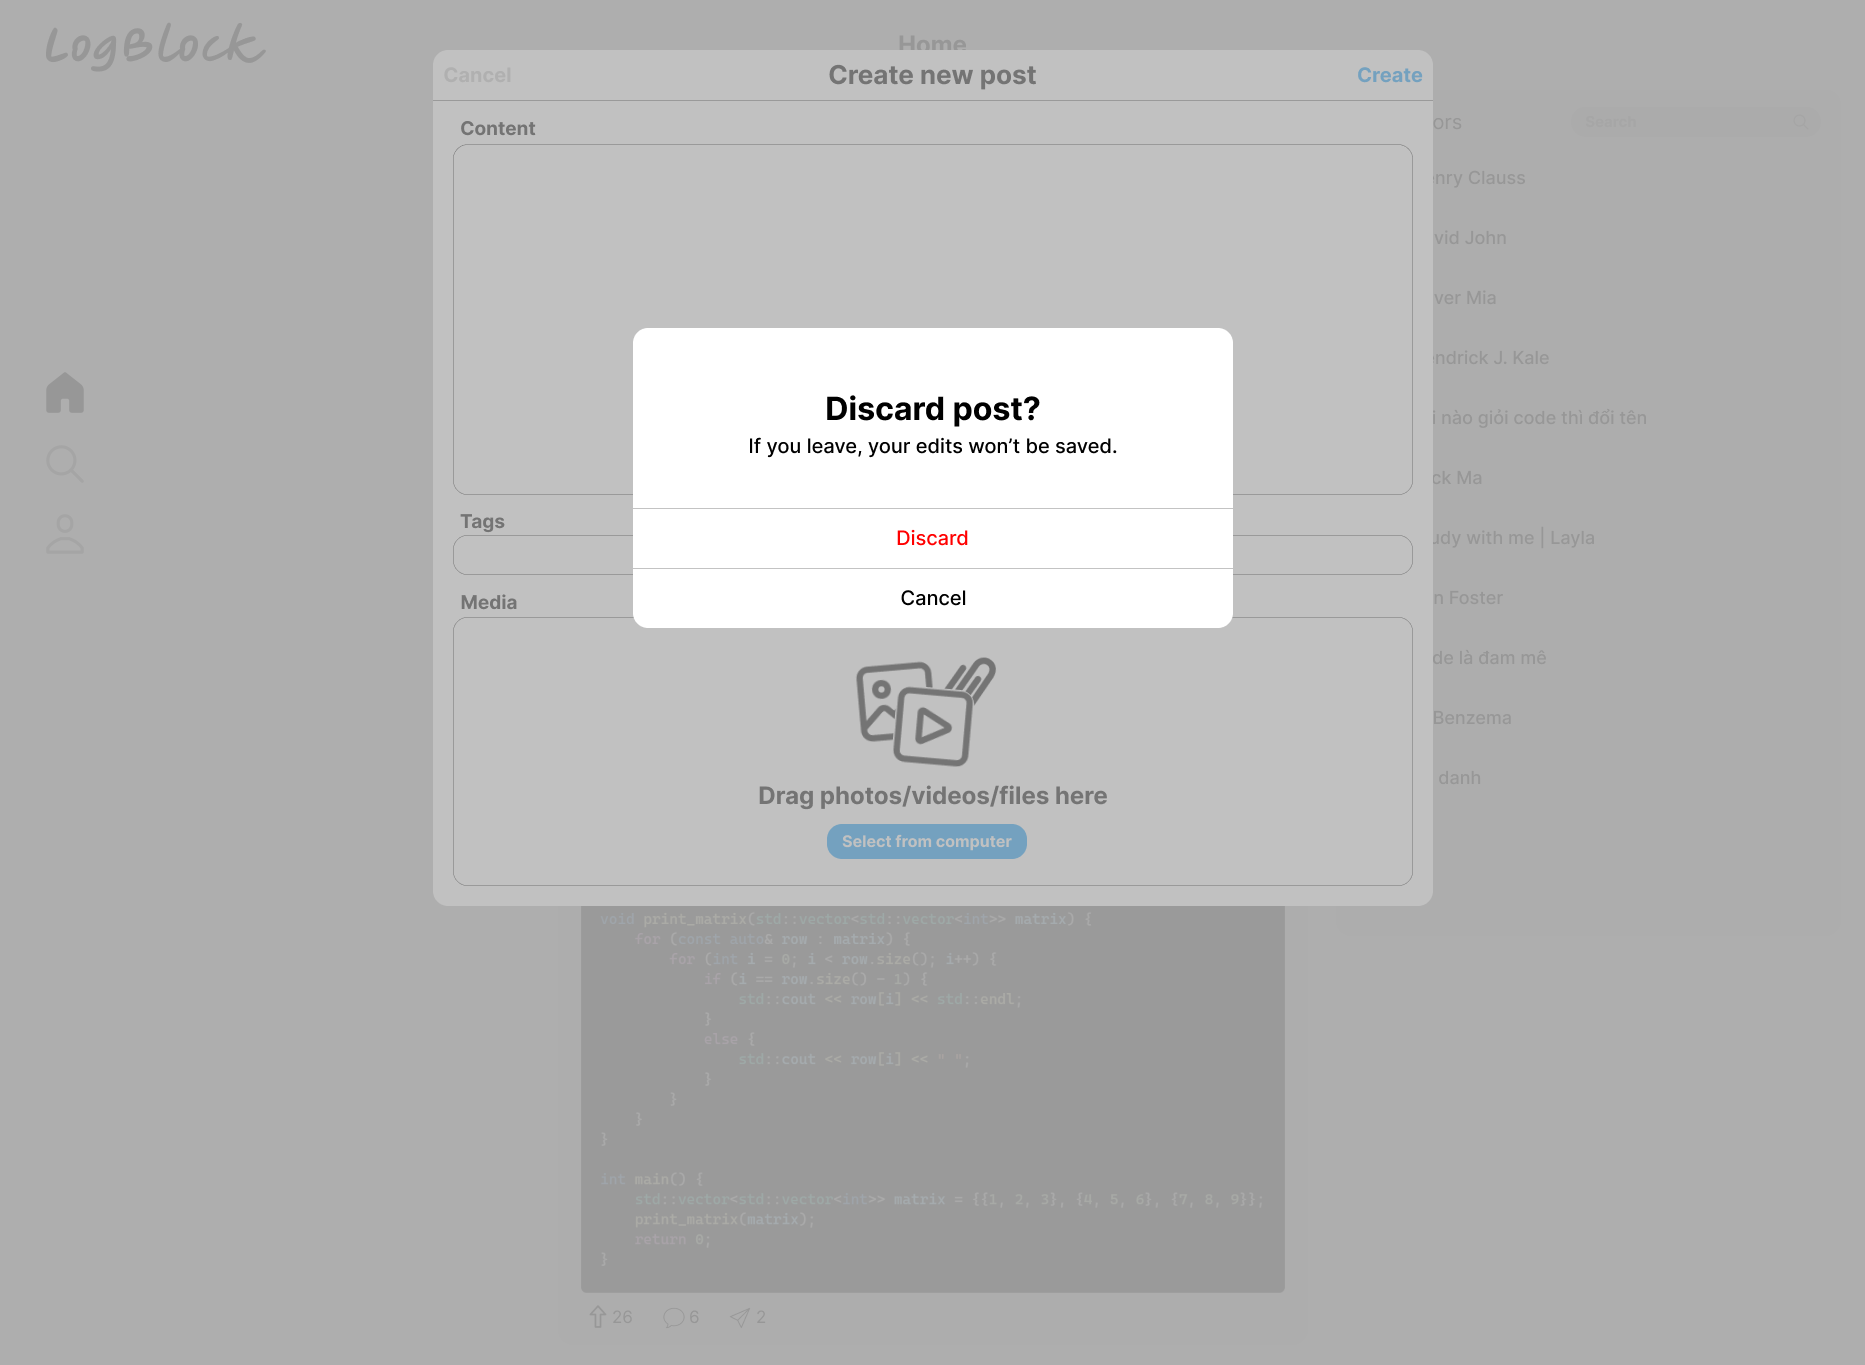 LogBlock
Home
Cancel
Create new post
Create
Content
ors
Search
nry Clauss
vid John
ver Mia
ndrick J. Kale
i nào giỏi code thì đổi tên
ck Ma
udy with me | Layla
n Foster
de là đam mê
Benzema
danh
Discard post?
If you leave, your edits won’t be saved.
Discard
Cancel
Tags
Media
Drag photos/videos/files here
Select from computer
void print_matrix(std::vector<std::vector<int>> matrix) {
    for (const auto& row : matrix) {
        for (int i = 0; i < row.size(); i++) {
            if (i == row.size() - 1) {
                std::cout << row[i] << std::endl;
            }
            else {
                std::cout << row[i] << " ";
            }
        }
    }
}
int main() {
    std::vector<std::vector<int>> matrix = {{1, 2, 3}, {4, 5, 6}, {7, 8, 9}};
    print_matrix(matrix);
    return 0;
}
26 6 2